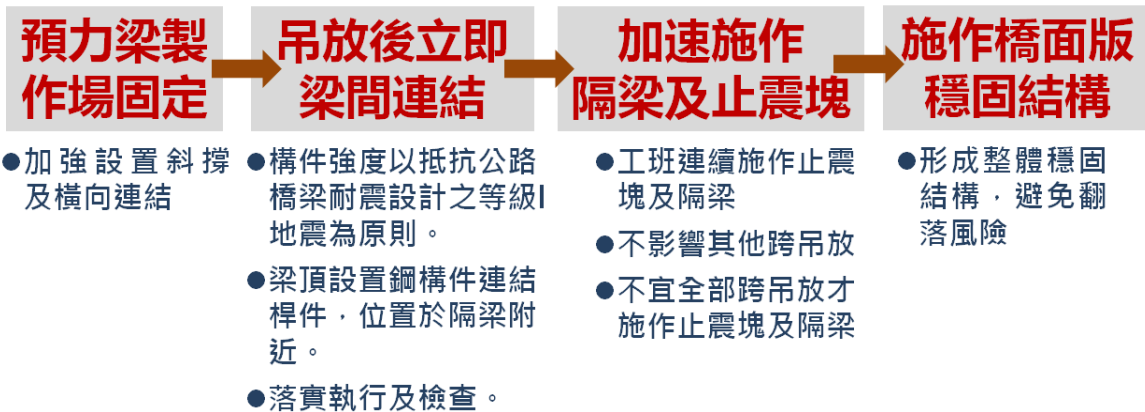 預力梁製
作場固定
吊放後立即
梁間連結
加速施作
隔梁及止震塊
施作橋面版
穩固結構
●加強設置斜撐
及橫向連結
●構件強度以抵抗公路
橋梁耐震設計之等級I
地震為原則。
●梁頂設置鋼構件連結
桿件，位置於隔梁附
近。
●落實執行及檢查。
●工班連續施作止震
塊及隔梁
●不影響其他跨吊放
●不宜全部跨吊放才
施作止震塊及隔梁
●形成整體穩固
結構，避免翻
落風險